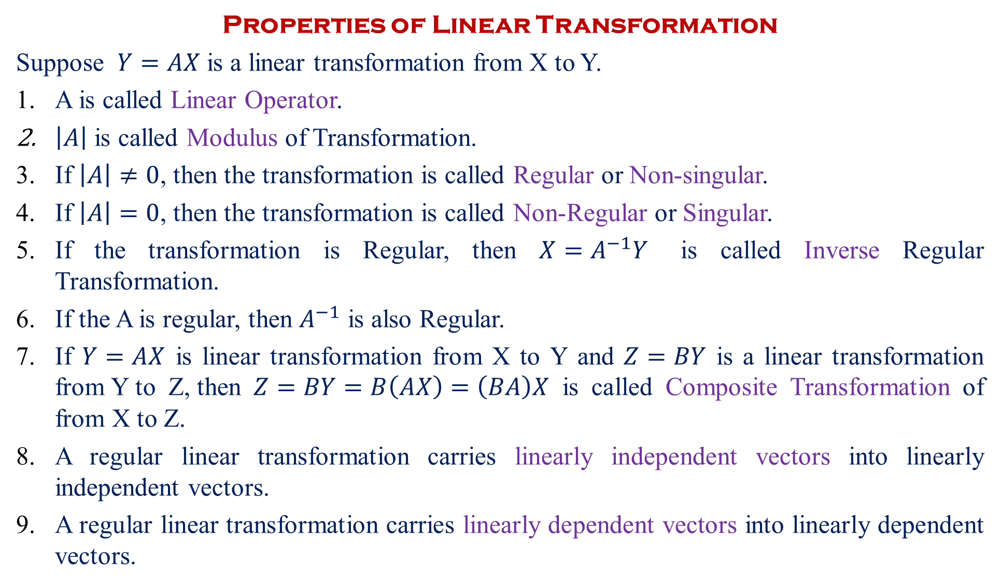 PROPERTIES OF LINEAR TRANSFORMATION
Suppose Y = AX is a linear transformation from X to Y.
1. A is called Linear Operator.
2. |A| is called Modulus of Transformation.
3. If |A| ≠ 0, then the transformation is called Regular or Non-singular.
4. If |A| = 0, then the transformation is called Non-Regular or Singular.
5. If the transformation is Regular, then X = A⁻¹Y is called Inverse Regular
Transformation.
6. If the A is regular, then A⁻¹ is also Regular.
7. If Y = AX is linear transformation from X to Y and Z = BY is a linear transformation
from Y to Z, then Z = BY = B(AX) = (BA)X is called Composite Transformation of
from X to Z.
8. A regular linear transformation carries linearly independent vectors into linearly
independent vectors.
9. A regular linear transformation carries linearly dependent vectors into linearly dependent
vectors.